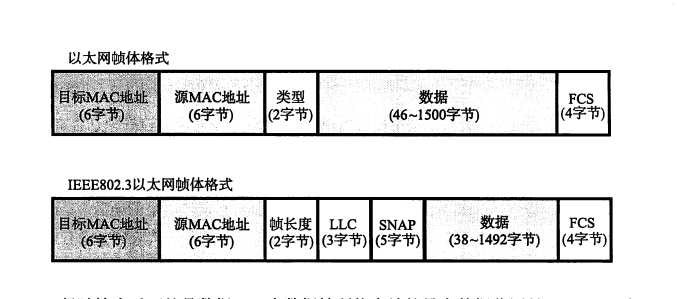 以太网帧体格式
目标MAC地址
(6字节)
源MAC地址
(6字节)
类型
(2字节)
数据
(46~1500字节)
FCS
(4字节)
IEEE802.3以太网帧体格式
目标MAC地址
(6字节)
源MAC地址
(6字节)
帧长度
(2字节)
LLC
(3字节)
SNAP
(5字节)
数据
(38~1492字节)
FCS
(4字节)